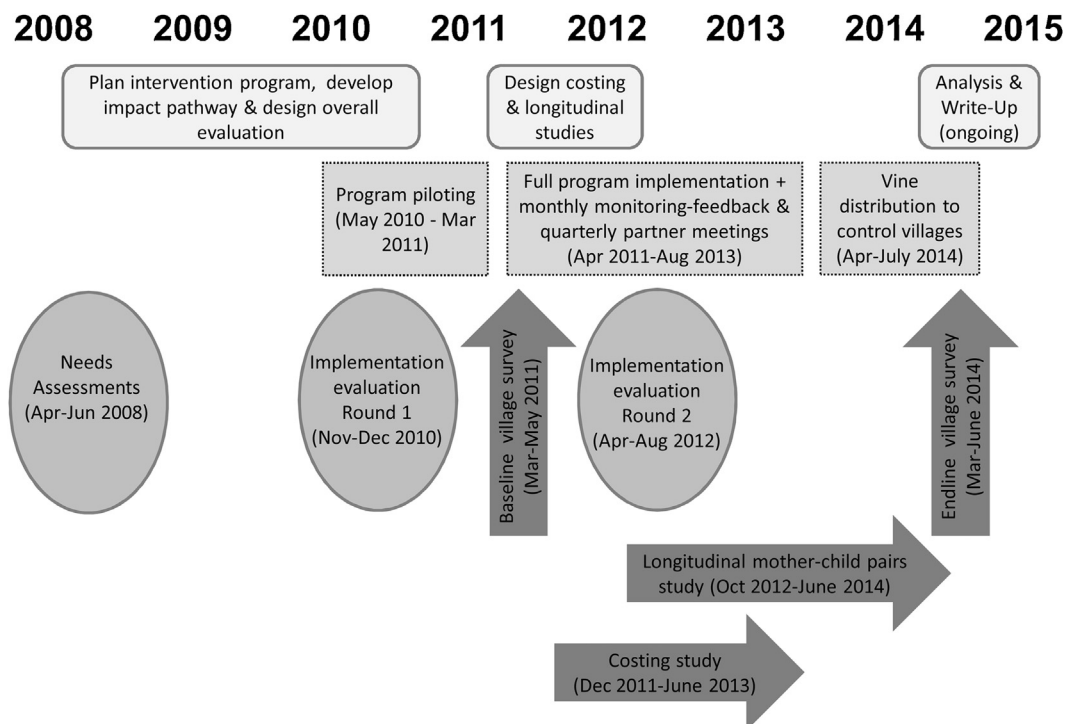 2008 2009 2010 2011 2012 2013 2014 2015
Plan intervention program, develop
impact pathway & design overall
evaluation
Design costing
& longitudinal
studies
Analysis &
Write-Up
(ongoing)
Program piloting
(May 2010 - Mar
2011)
Full program implementation +
monthly monitoring-feedback &
quarterly partner meetings
(Apr 2011-Aug 2013)
Vine
distribution to
control villages
(Apr-July 2014)
Needs
Assessments
(Apr-Jun 2008)
Implementation
evaluation
Round 1
(Nov-Dec 2010)
Baseline village survey
(Mar-May 2011)
Implementation
evaluation
Round 2
(Apr-Aug 2012)
Endline village survey
(Mar-June 2014)
Longitudinal mother-child pairs
study (Oct 2012-June 2014)
Costing study
(Dec 2011-June 2013)